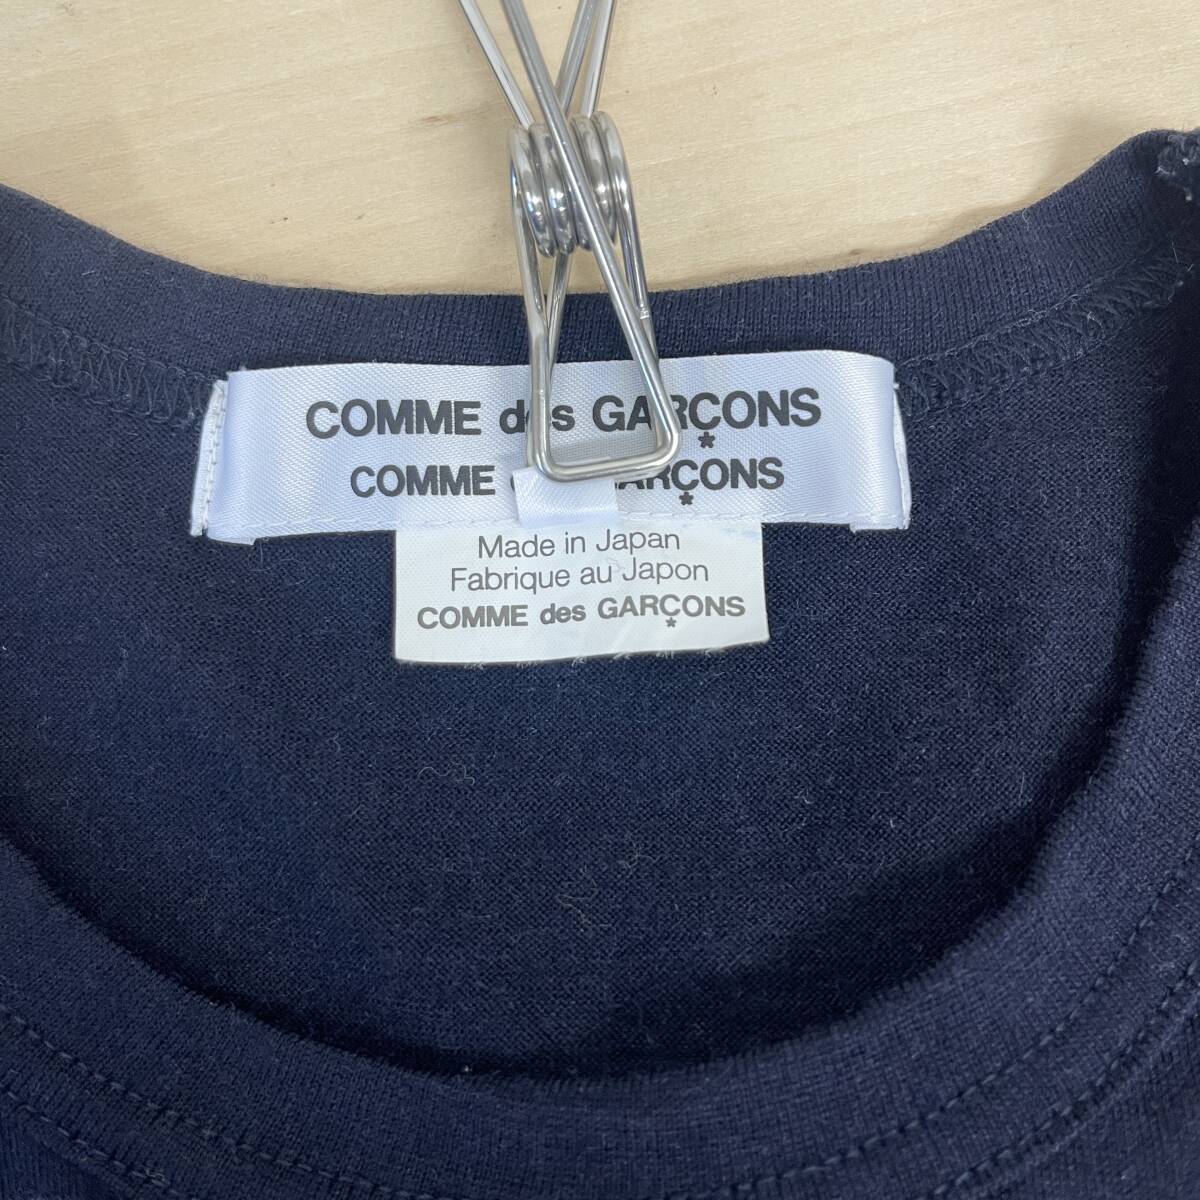 COMME des GARÇONS
COMME GARÇONS
Made in Japan
Fabrique au Japon
COMME des GARÇONS